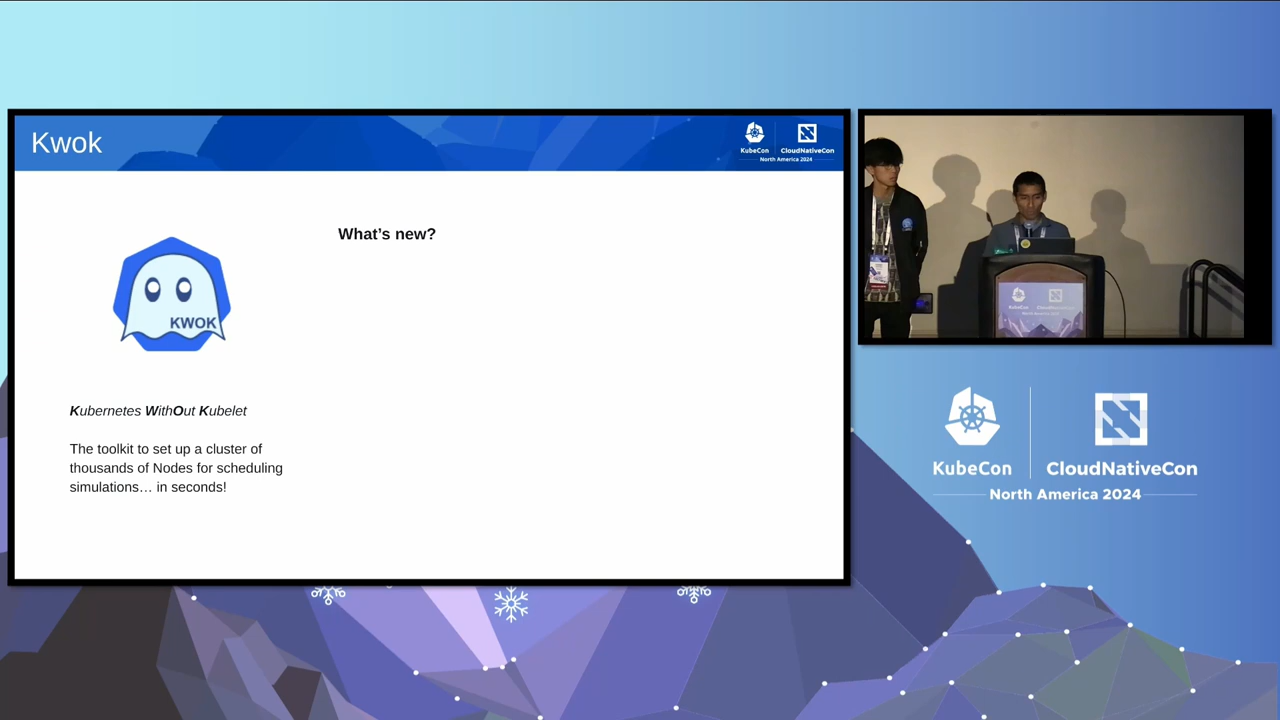 Kwok
KubeCon
CloudNativeCon
North America 2024
What's new?
KWOK
Kubernetes WithOut Kubelet
The toolkit to set up a cluster of
thousands of Nodes for scheduling
simulations… in seconds!
KubeCon
CloudNativeCon
North America 2024